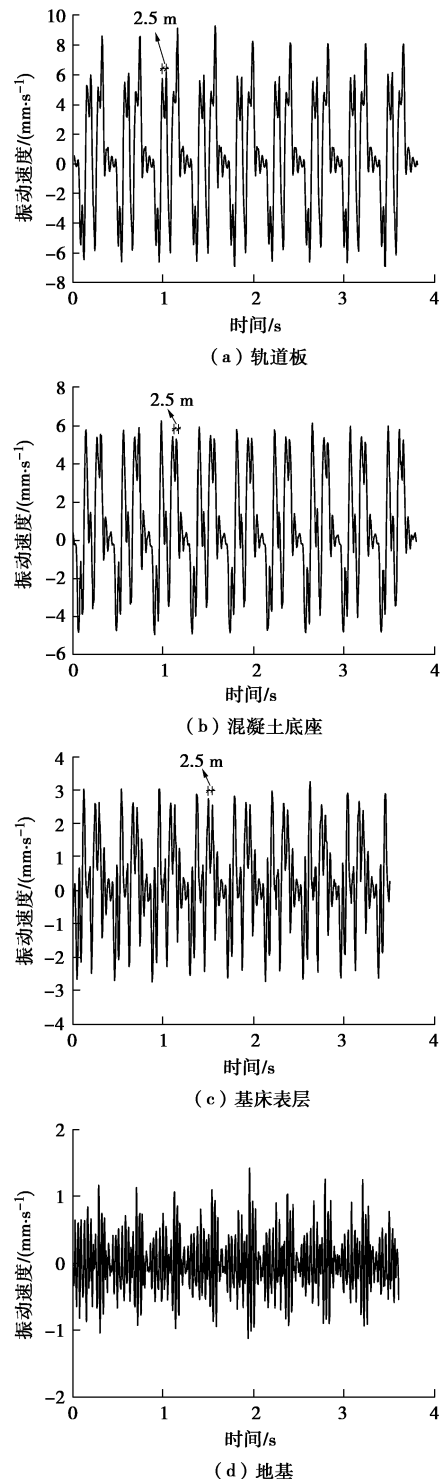 2.5 m
10
8
6
4
2
0
−2
−4
−6
−8
振动速度/(mm·s⁻¹)
0 1 2 3 4
时间/s
（a）轨道板
2.5 m
8
6
4
2
0
−2
−4
−6
振动速度/(mm·s⁻¹)
0 1 2 3 4
时间/s
（b）混凝土底座
2.5 m
4
3
2
1
0
−1
−2
−3
−4
振动速度/(mm·s⁻¹)
0 1 2 3 4
时间/s
（c）基床表层
2
1
0
−1
−2
振动速度/(mm·s⁻¹)
0 1 2 3 4
时间/s
（d）地基